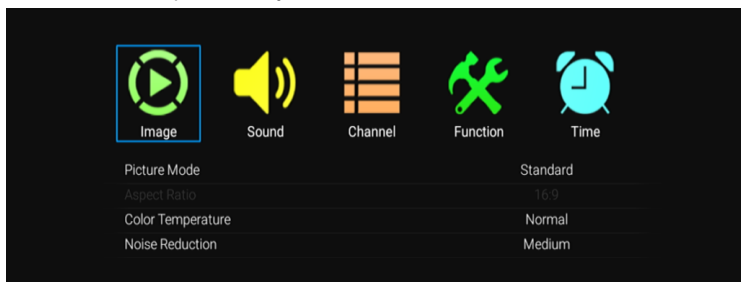 Image Sound Channel Function Time
Picture Mode Standard
Aspect Ratio 16:9
Color Temperature Normal
Noise Reduction Medium